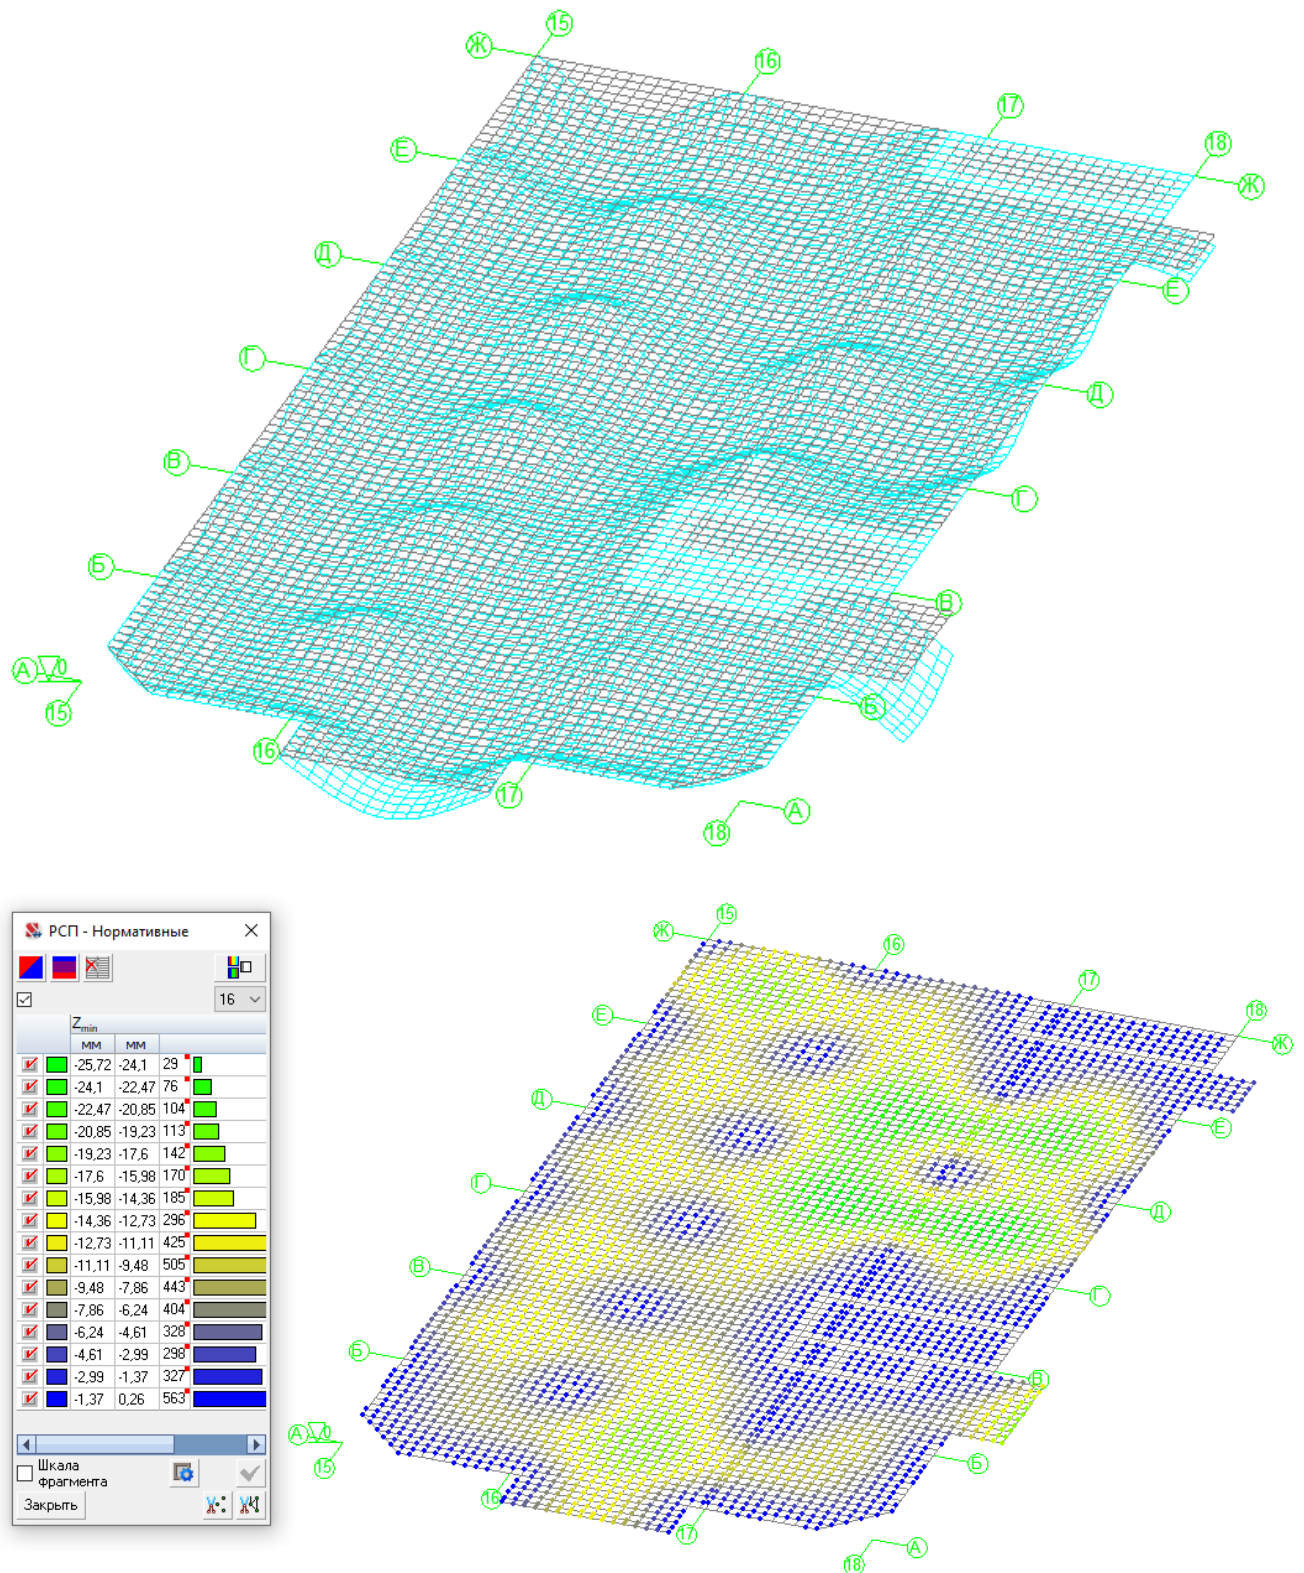 15
Ж
16
17
18
Е
Ж
Д
Е
Г
Д
В
Г
Б
В
А 0
15
Б
16
17
А
18
РСП - Нормативные
16
Zmin
мм мм
-25,72 -24,1 29
-24,1 -22,47 76
-22,47 -20,85 104
-20,85 -19,23 113
-19,23 -17,6 142
-17,6 -15,98 170
-15,98 -14,36 185
-14,36 -12,73 296
-12,73 -11,11 425
-11,11 -9,48 505
-9,48 -7,86 443
-7,86 -6,24 404
-6,24 -4,61 328
-4,61 -2,99 298
-2,99 -1,37 327
-1,37 0,26 563
Шкала
фрагмента
Закрыть
15
Ж
16
17
18
Е
Ж
Д
Е
Г
Д
В
Г
Б
В
А 0
15
Б
16
17
А
18